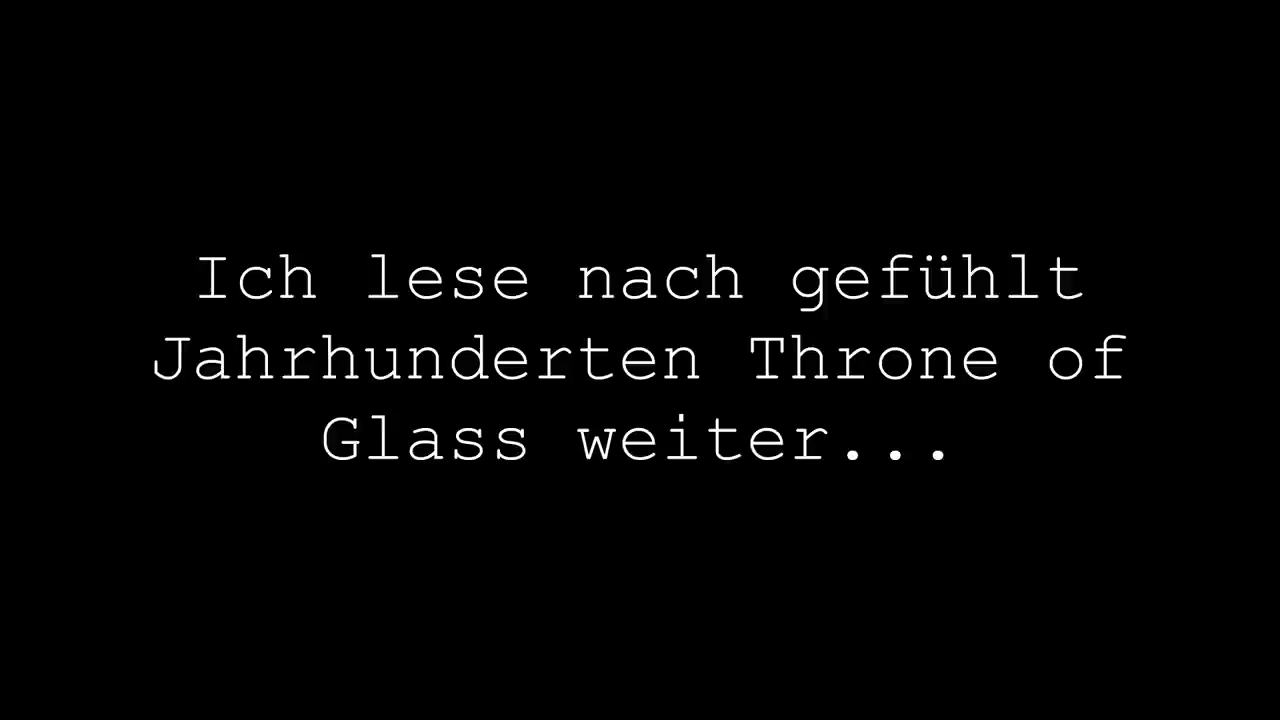 Ich lese nach gefühlt
Jahrhunderten Throne of
Glass weiter...